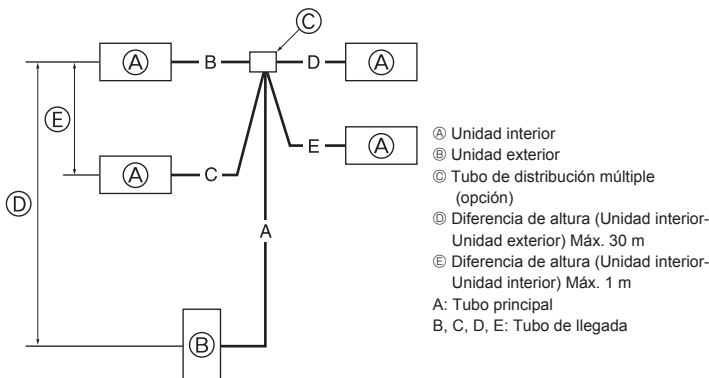 Ⓒ
Ⓐ B D Ⓐ
Ⓔ
E Ⓐ
Ⓐ C
Ⓓ
A
Ⓑ
Ⓐ Unidad interior
Ⓑ Unidad exterior
Ⓒ Tubo de distribución múltiple
(opción)
Ⓓ Diferencia de altura (Unidad interior-
Unidad exterior) Máx. 30 m
Ⓔ Diferencia de altura (Unidad interior-
Unidad interior) Máx. 1 m
A: Tubo principal
B, C, D, E: Tubo de llegada